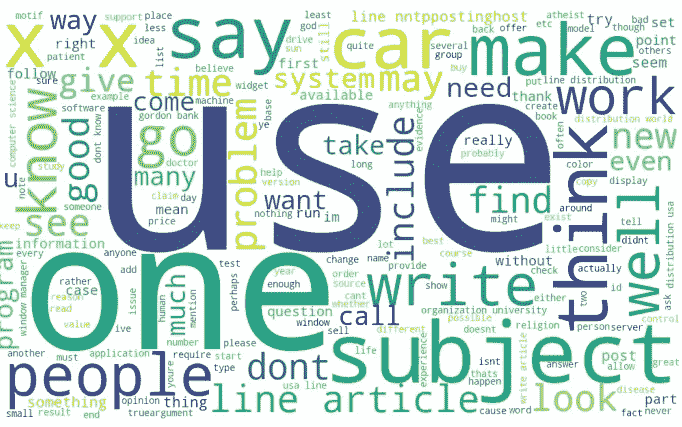 use
one
subject
x x
say
car
make
way
right
place
less
god
motif
support
etc
atheist
line nntppostinghost
try
bad
set
drive
sun
believe
idea
least
still
quite
several
group
back
buy
offer
model
though
point
others
seem
follow
patient
sure
list
give
time
system
may
first
need
thank
work
computer science
example
software
widget
machine
come
gordon bank
dont know
ye
base
available
anything
evidence
put
line distribution
create
book
often
distribution world
know
good
go
problem
doctor
take
long
include
really
probably
find
think
new
even
color
copy
display
u
note
study
someone
many
claim
day
mean
price
help
version
nothing
run
im
want
might
exist
around
tell
didnt
keep
see
information
program
every
anyone
window manager
add
test
perhaps
change
name
lot
provide
best
course
without
check
little
consider
actually
id
well
ask
distribution usa
rather
case
reason
read
value
issue
ive
much
human
mention
year
enough
order
source
cant
whether
write
question
window
call
show
organization university
possible
different
doesnt
either
two
religion
person
server
control
another
must
application
number
require
type
youre
please
start
sell
usa line
life
experience
thats
happen
isnt
write article
answer
post
allow
great
people
dont
something
opinion
thing
line article
look
disease
part
small
result
end
trueargument
cause
word
fact
never